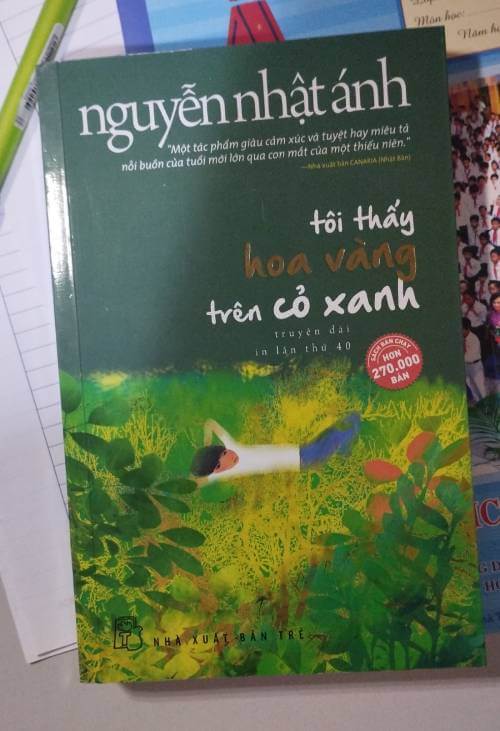 nguyễn nhật ánh
"Một tác phẩm giàu cảm xúc và tuyệt hay miêu tả
nỗi buồn của tuổi mới lớn qua con mắt của một thiếu niên."
—Nhà xuất bản CANARIA (Nhật Bản)
tôi thấy
hoa vàng
trên cỏ xanh
truyện dài
in lần thứ 40
SÁCH BÁN CHẠY
HƠN
270.000
BẢN
NHÀ XUẤT BẢN TRẺ
Môn học:
Năm h